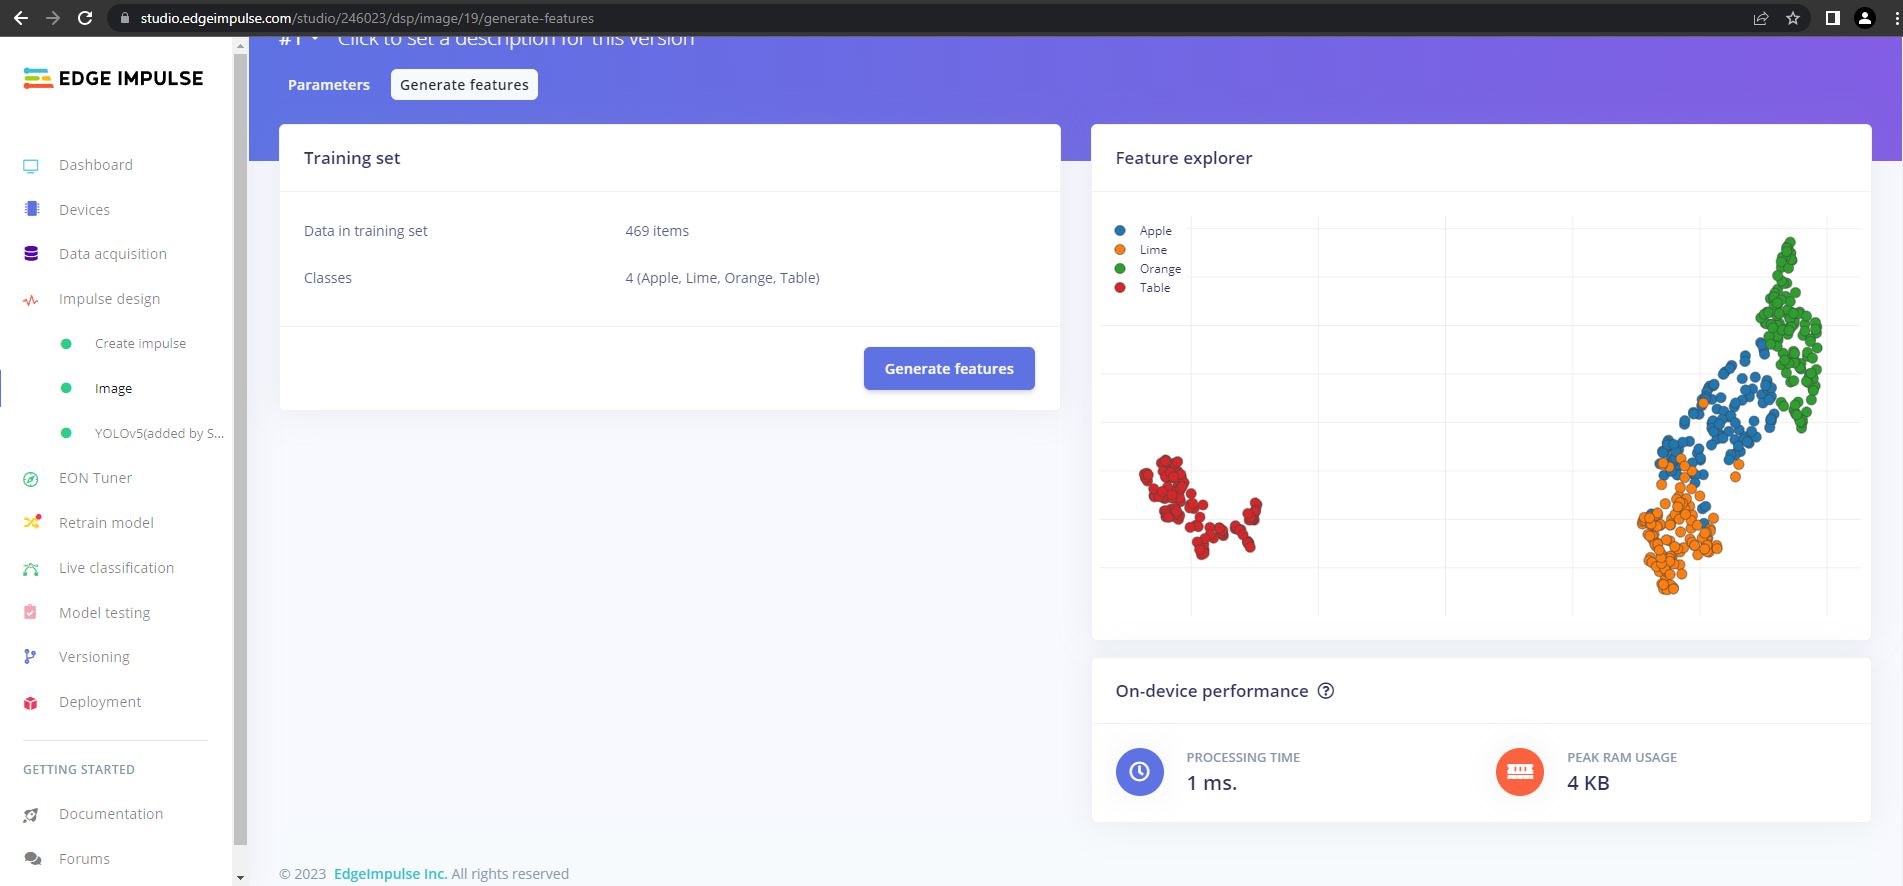 studio.edgeimpulse.com/studio/246023/dsp/image/19/generate-features
EDGE IMPULSE
Dashboard
Devices
Data acquisition
Impulse design
Create impulse
Image
YOLOv5(added by S...
EON Tuner
Retrain model
Live classification
Model testing
Versioning
Deployment
GETTING STARTED
Documentation
Forums
#1 Click to set a description for this version
Parameters
Generate features
Training set
Data in training set 469 items
Classes 4 (Apple, Lime, Orange, Table)
Generate features
Feature explorer
Apple
Lime
Orange
Table
On-device performance ?
PROCESSING TIME
1 ms.
PEAK RAM USAGE
4 KB
© 2023 EdgeImpulse Inc. All rights reserved